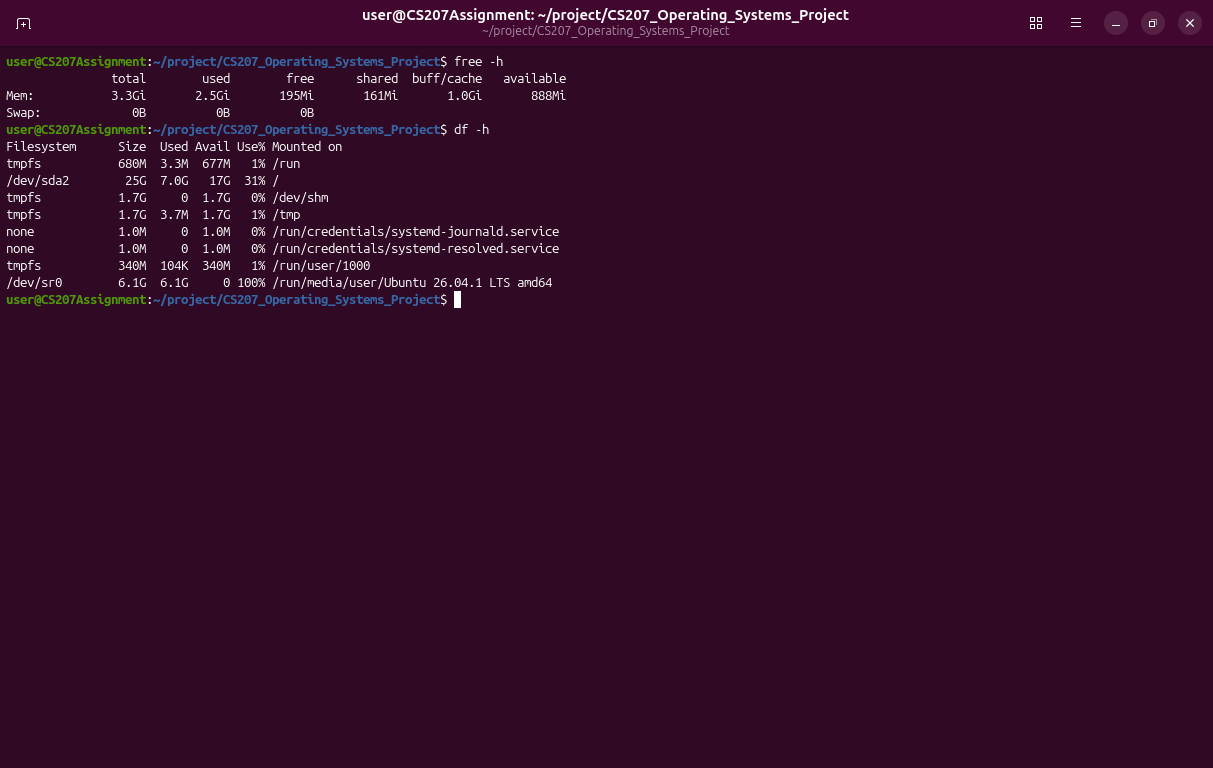 user@CS207Assignment: ~/project/CS207_Operating_Systems_Project
~/project/CS207_Operating_Systems_Project
user@CS207Assignment:~/project/CS207_Operating_Systems_Project$ free -h
               total        used        free      shared  buff/cache   available
Mem:           3.3Gi       2.5Gi       195Mi       161Mi       1.0Gi       888Mi
Swap:             0B          0B          0B
user@CS207Assignment:~/project/CS207_Operating_Systems_Project$ df -h
Filesystem      Size  Used Avail Use% Mounted on
tmpfs           680M  3.3M  677M   1% /run
/dev/sda2        25G  7.0G   17G  31% /
tmpfs           1.7G     0  1.7G   0% /dev/shm
tmpfs           1.7G  3.7M  1.7G   1% /tmp
none            1.0M     0  1.0M   0% /run/credentials/systemd-journald.service
none            1.0M     0  1.0M   0% /run/credentials/systemd-resolved.service
tmpfs           340M  104K  340M   1% /run/user/1000
/dev/sr0        6.1G  6.1G     0 100% /run/media/user/Ubuntu 26.04.1 LTS amd64
user@CS207Assignment:~/project/CS207_Operating_Systems_Project$